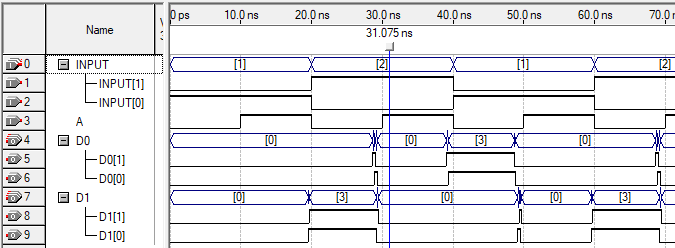 Name
V
3
0 ps
10.0 ns
20.0 ns
30.0 ns
40.0 ns
50.0 ns
60.0 ns
70.0
31.075 ns
0 INPUT [1] [2] [1] [2]
1 INPUT[1]
2 INPUT[0]
3 A
4 D0 [0] [0] [3] [0]
5 D0[1]
6 D0[0]
7 D1 [0] [3] [0] [0] [3]
8 D1[1]
9 D1[0]